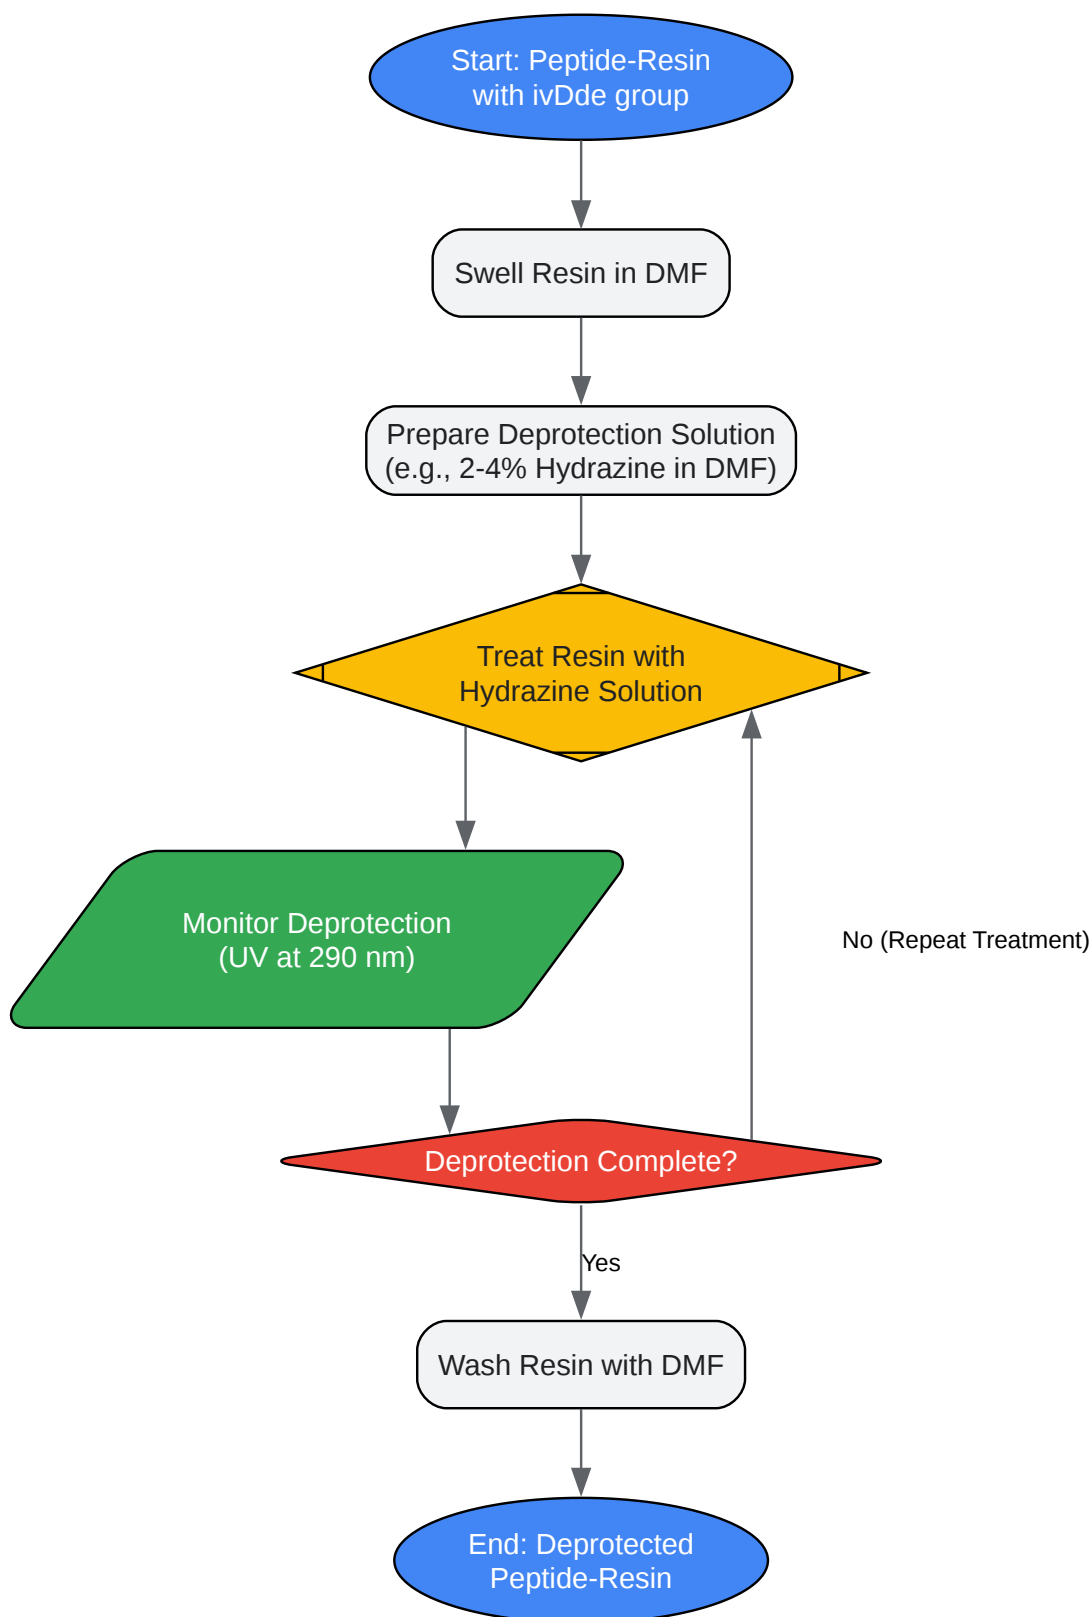 Start: Peptide-Resin
with ivDde group
Swell Resin in DMF
Prepare Deprotection Solution
(e.g., 2-4% Hydrazine in DMF)
Treat Resin with
Hydrazine Solution
Monitor Deprotection
(UV at 290 nm)
No (Repeat Treatment)
Deprotection Complete?
Yes
Wash Resin with DMF
End: Deprotected
Peptide-Resin